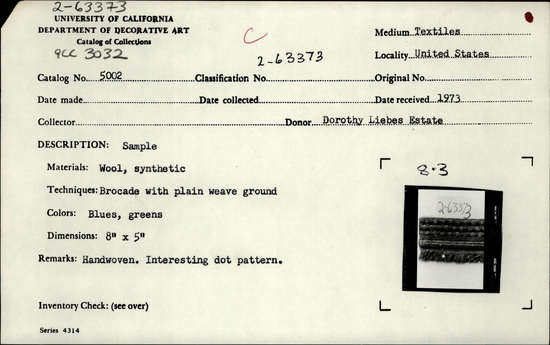 2-63373
UNIVERSITY OF CALIFORNIA
DEPARTMENT OF DECORATIVE ART
Catalog of Collections
acc 3032
C
2-63373
Medium Textiles
Locality United States
Catalog No. 5002 Classification No. Original No.
Date made Date collected Date received 1973
Collector Donor Dorothy Liebes Estate
DESCRIPTION: Sample
Materials: Wool, synthetic
Techniques: Brocade with plain weave ground
Colors: Blues, greens
Dimensions: 8" x 5"
Remarks: Handwoven. Interesting dot pattern.
8.3
2-63373
Inventory Check: (see over)
Series 4314